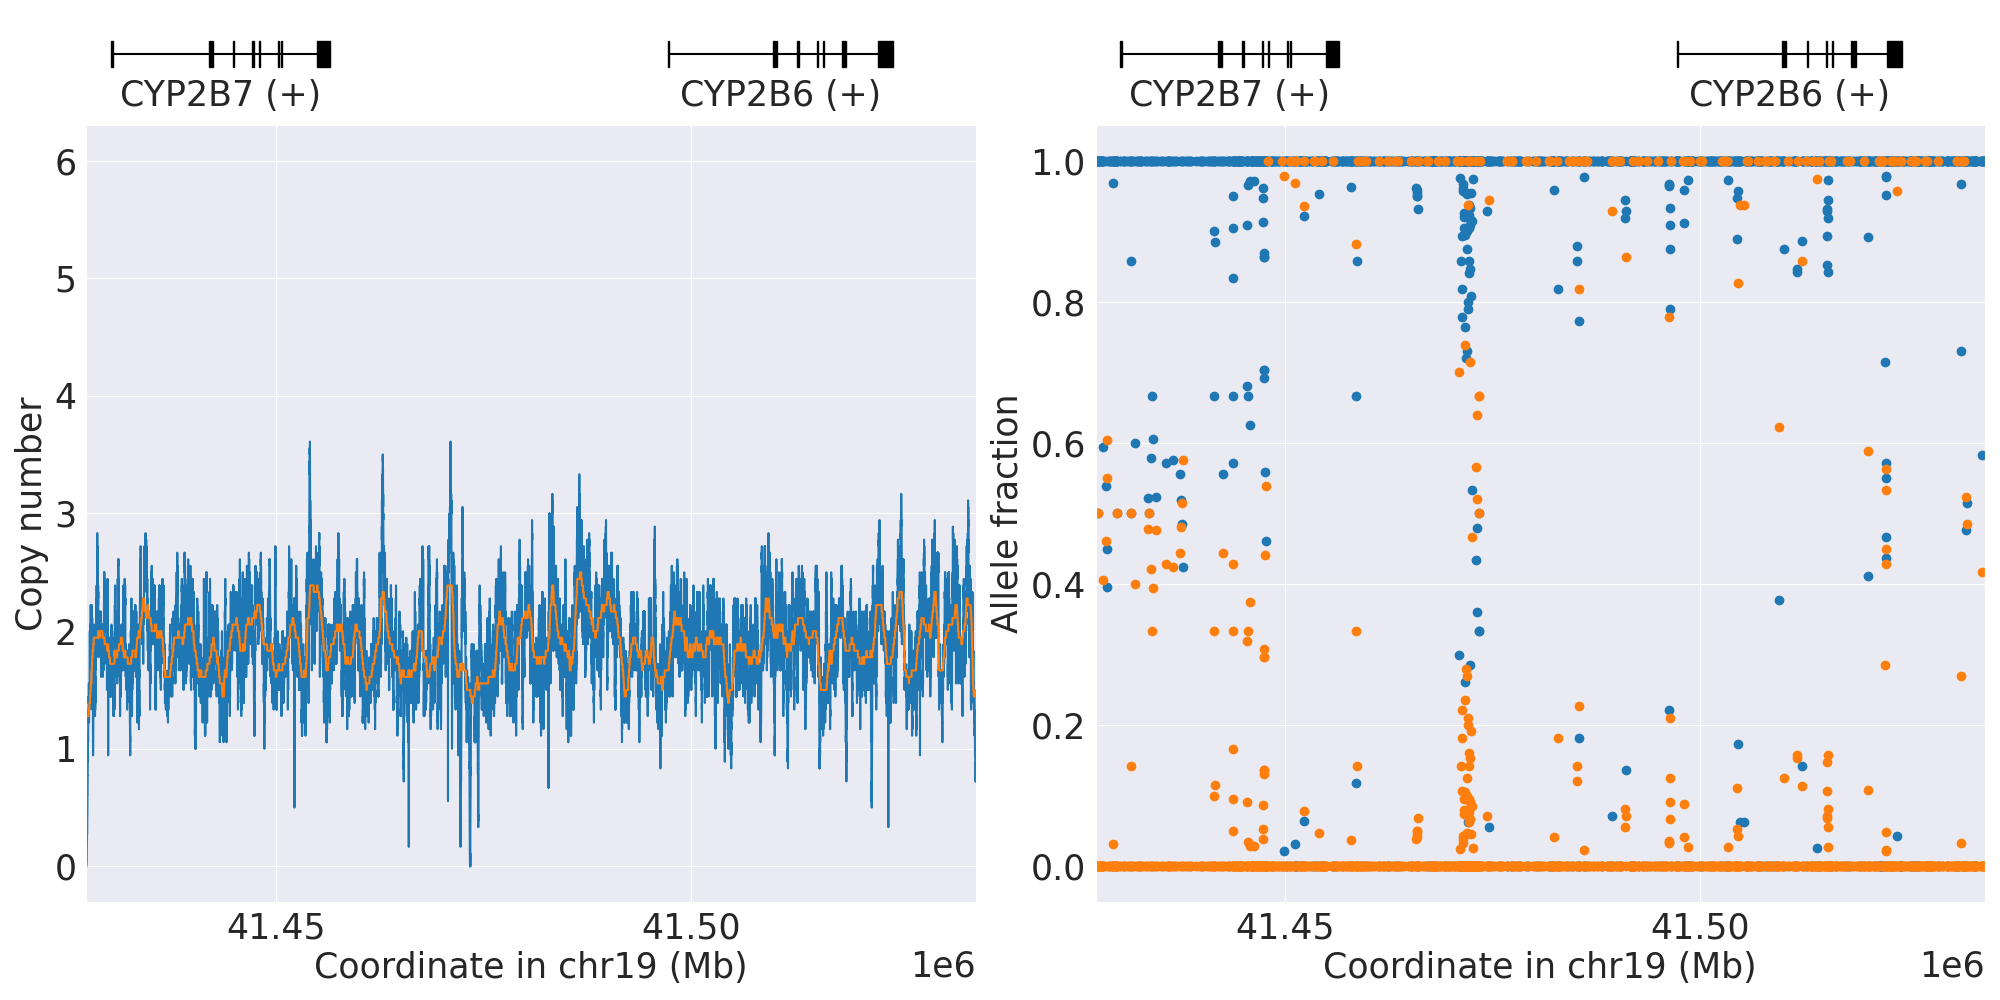 CYP2B7 (+)
CYP2B6 (+)
CYP2B7 (+)
CYP2B6 (+)
6
5
4
3
2
1
0
Copy number
41.45
41.50
Coordinate in chr19 (Mb)
1e6
1.0
0.8
0.6
0.4
0.2
0.0
Allele fraction
41.45
41.50
Coordinate in chr19 (Mb)
1e6